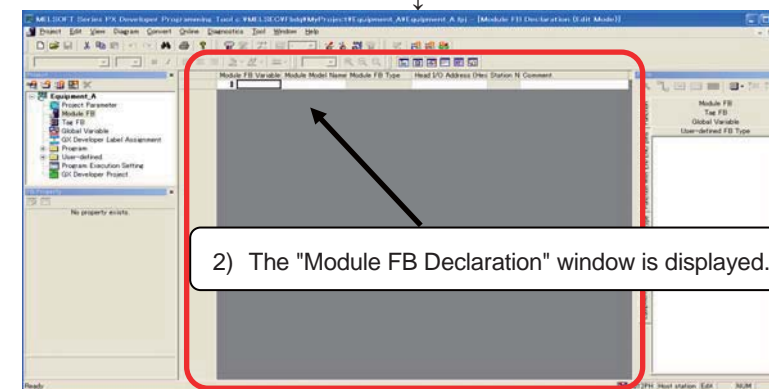 MELSOFT Series PX Developer Programming Tool c:¥MELSEC¥Fbdq¥MyProject¥Equipment_A¥Equipment_A.fpj - [Module FB Declaration (Edit Mode)]
Project Edit View Diagram Convert Online Diagnostics Tool Window Help
Project
Equipment_A
Project Parameter
Module FB
Tag FB
Global Variable
GX Developer Label Assignment
Program
User-defined
Program Execution Setting
GX Developer Project
FB Property
No property exists.
Module FB Variable Module Model Name Module FB Type Head I/O Address (Hex Station N Comment
1
Module FB
Tag FB
Global Variable
User-defined FB Type
2) The "Module FB Declaration" window is displayed.
Ready
Host station Edit NUM